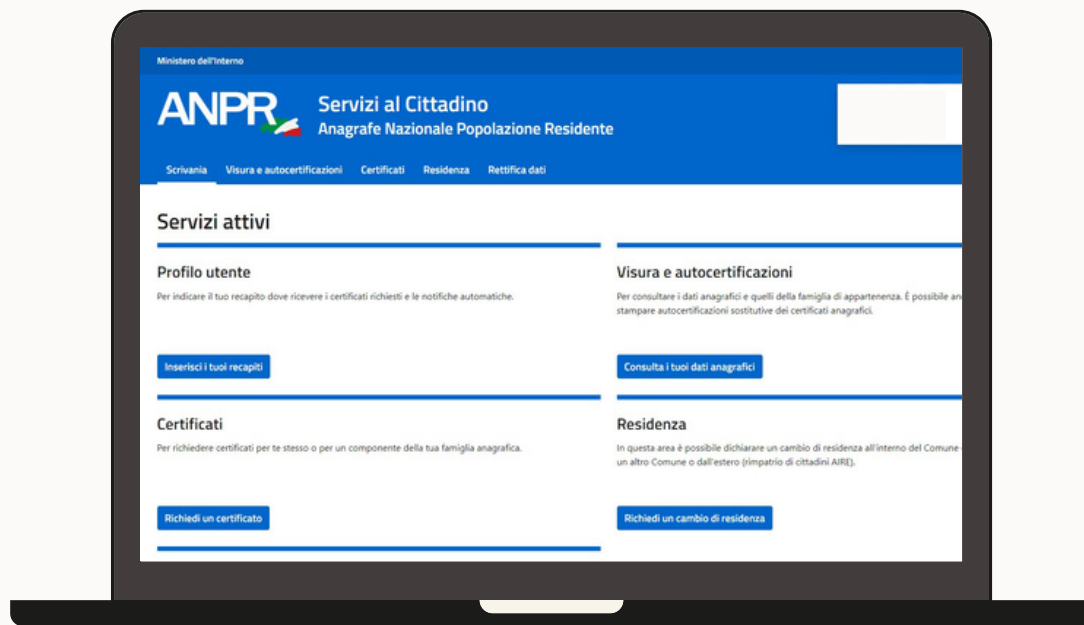 Ministero dell'Interno
ANPR
Servizi al Cittadino
Anagrafe Nazionale Popolazione Residente
Scrivania Visura e autocertificazioni Certificati Residenza Rettifica dati
Servizi attivi
Profilo utente
Per indicare il tuo recapito dove ricevere i certificati richiesti e le notifiche automatiche.
Inserisci i tuoi recapiti
Visura e autocertificazioni
Per consultare i dati anagrafici e quelli della famiglia di appartenenza. É possibile
stampare autocertificazioni sostitutive dei certificati anagrafici.
Consulta i tuoi dati anagrafici
Certificati
Per richiedere certificati per te stesso o per un componente della tua famiglia anagrafica.
Richiedi un certificato
Residenza
In questa area è possibile dichiarare un cambio di residenza all'interno del Comune
un altro Comune o dall'estero (rimpatrio di cittadini AIRE).
Richiedi un cambio di residenza